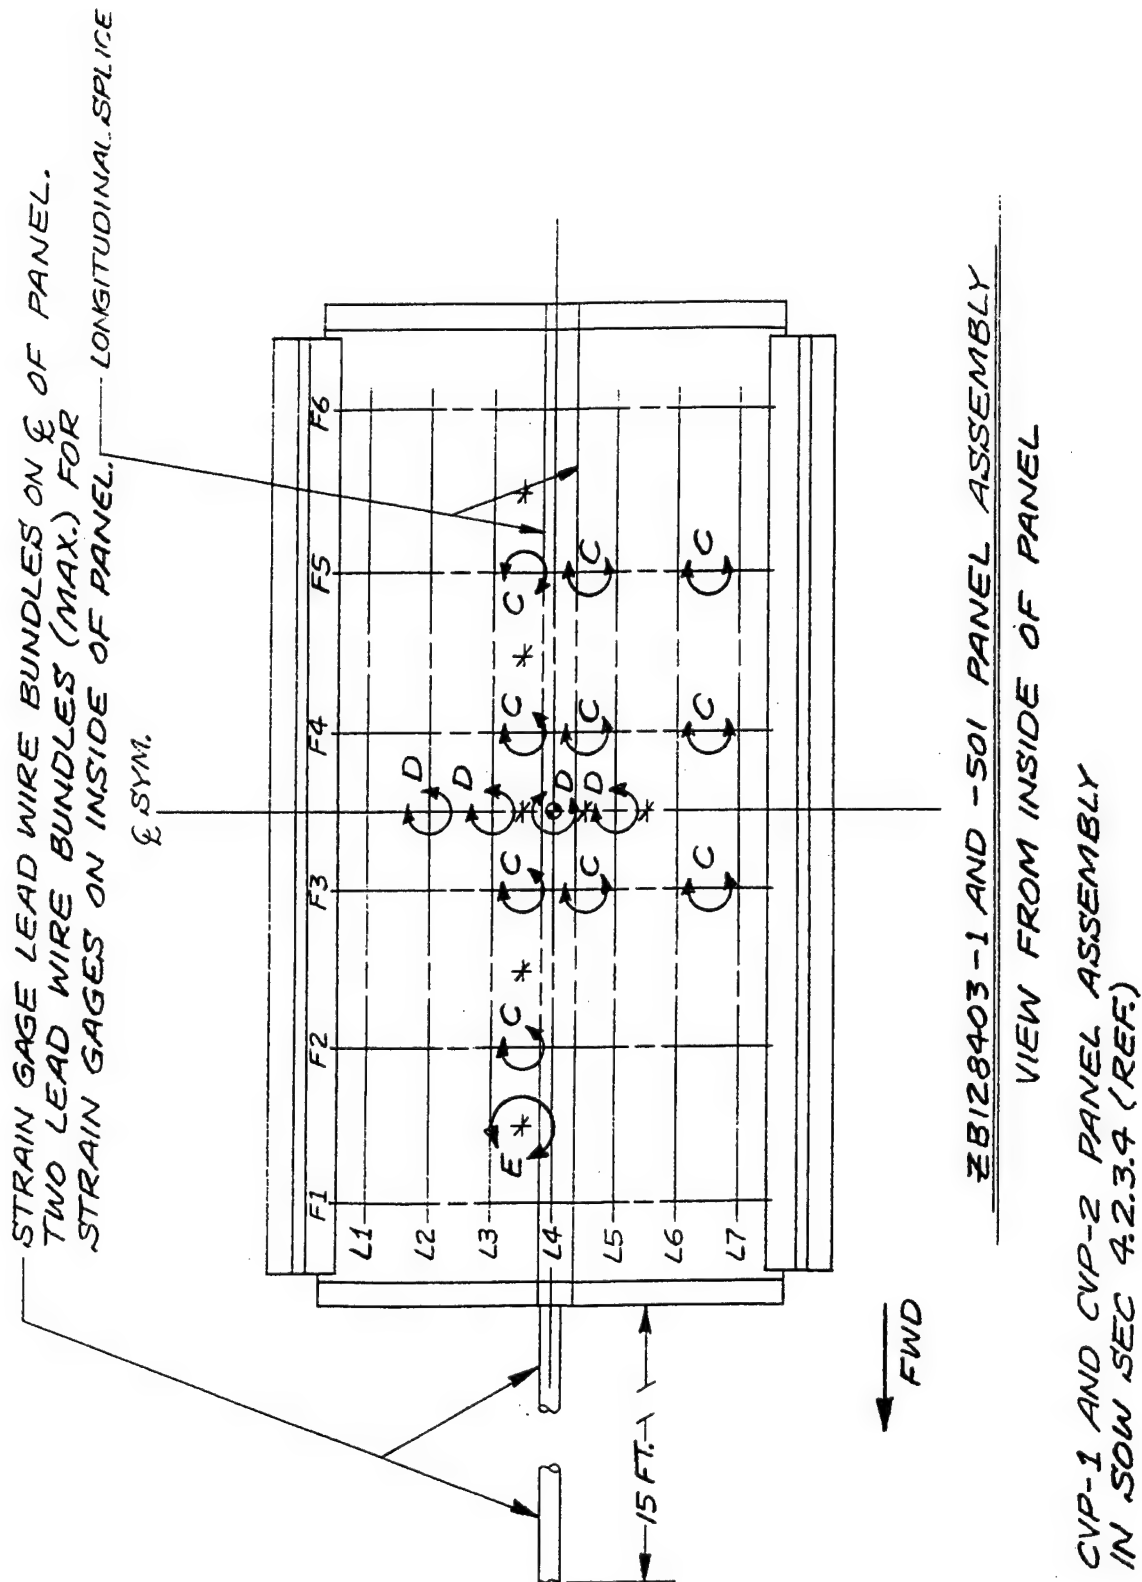 STRAIN GAGE LEAD WIRE BUNDLES ON ℄ OF PANEL.
TWO LEAD WIRE BUNDLES (MAX.) FOR
STRAIN GAGES ON INSIDE OF PANEL.
LONGITUDINAL SPLICE
℄ SYM.
F1 F2 F3 F4 F5 F6
L1
L2
L3
L4
L5
L6
L7
D
D
D
D
E
C
C
C
C
C
C
C
C
C
C
15 FT.
FWD
ZB128403-1 AND -501 PANEL ASSEMBLY
VIEW FROM INSIDE OF PANEL
CVP-1 AND CVP-2 PANEL ASSEMBLY
IN SOW SEC 4.2.3.4 (REF.)